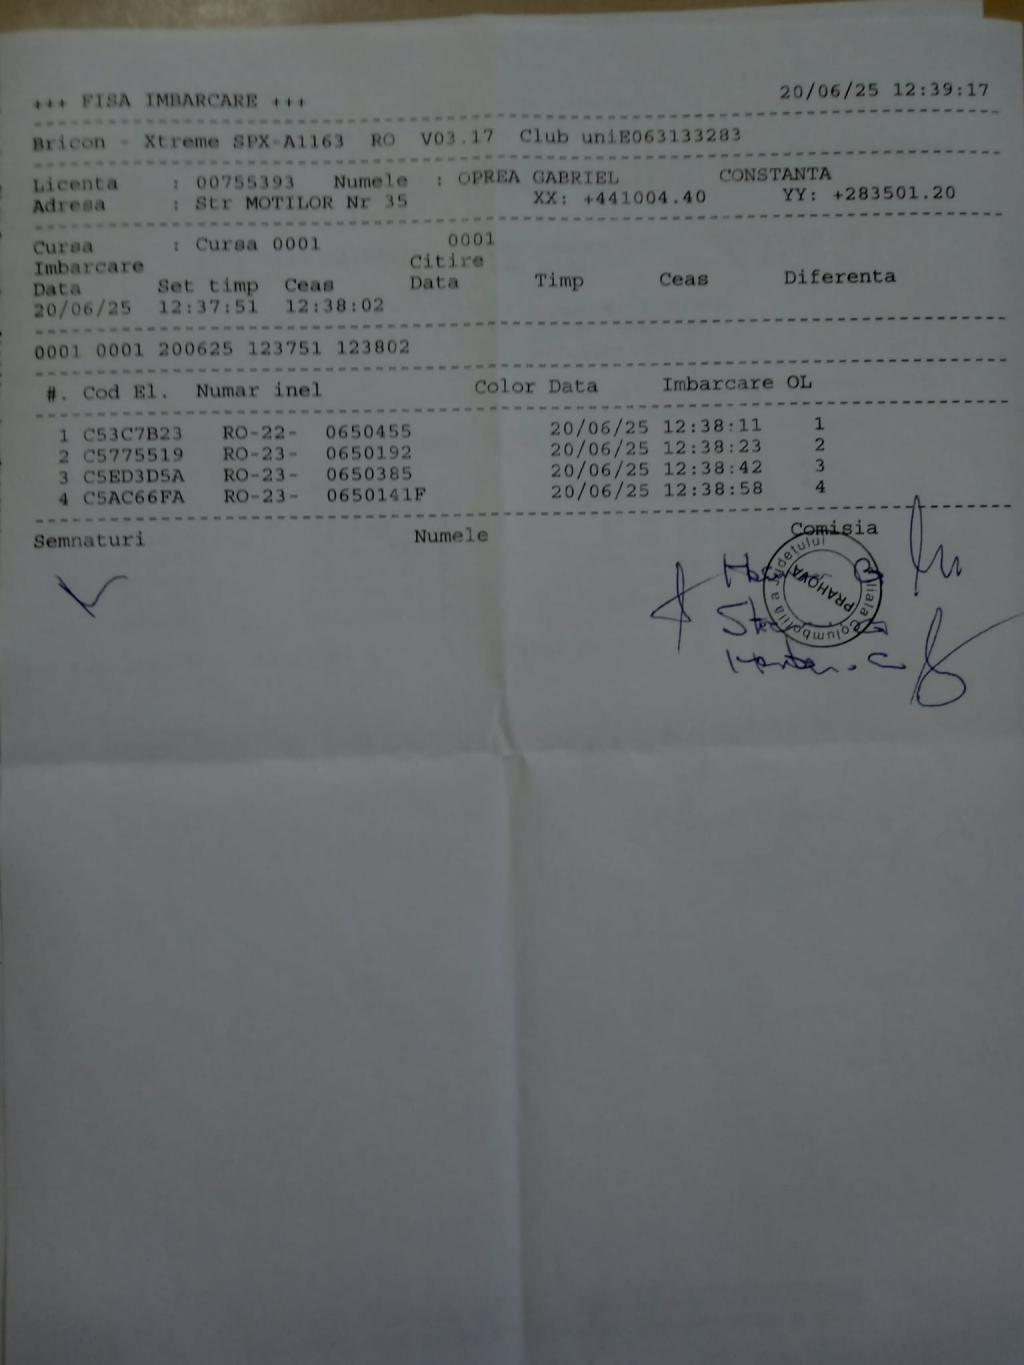 +++ FISA IMBARCARE +++ 20/06/25 12:39:17
Bricon - Xtreme SPX-A1163 RO V03.17 Club uniE063133283
Licenta : 00755393 Numele : OPREA GABRIEL CONSTANTA
Adresa : Str MOTILOR Nr 35 XX: +441004.40 YY: +283501.20
Cursa : Cursa 0001 0001
Imbarcare Citire
Data Set timp Ceas Data Timp Ceas Diferenta
20/06/25 12:37:51 12:38:02
0001 0001 200625 123751 123802
#. Cod El. Numar inel Color Data Imbarcare OL
1 C53C7B23 RO-22- 0650455 20/06/25 12:38:11 1
2 C5775519 RO-23- 0650192 20/06/25 12:38:23 2
3 C5ED3D5A RO-23- 0650385 20/06/25 12:38:42 3
4 C5AC66FA RO-23- 0650141F 20/06/25 12:38:58 4
Semnaturi Numele Comisia
Filiala Columbofila a Judetului
PRAHOVA